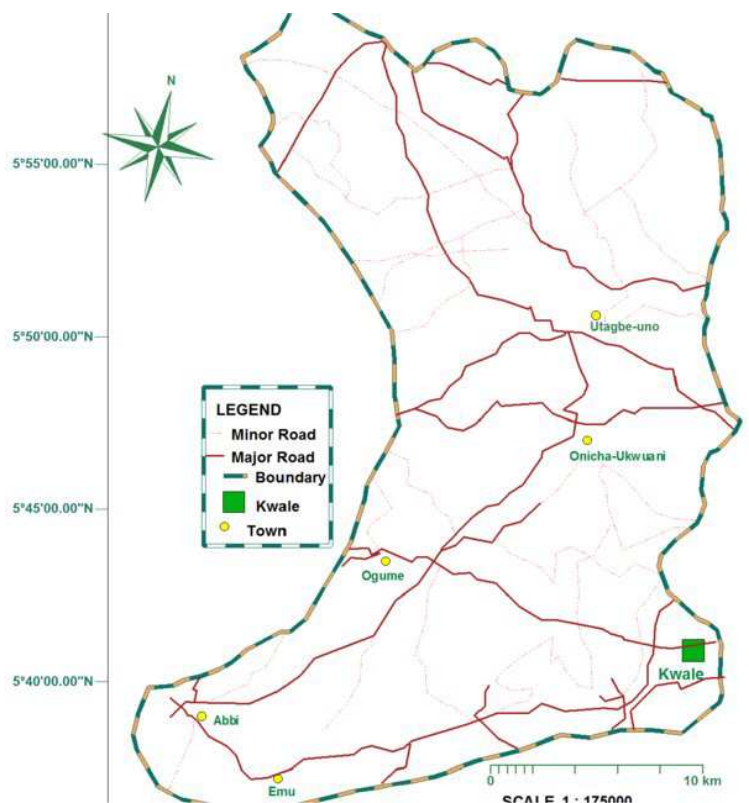 N
5°55'00.00"N
5°50'00.00"N
Utagbe-uno
LEGEND
Minor Road
Major Road
Boundary
Kwale
Town
Onicha-Ukwuani
5°45'00.00"N
Ogume
5°40'00.00"N
Kwale
Abbi
Emu
0 10 km
SCALE 1 : 175000